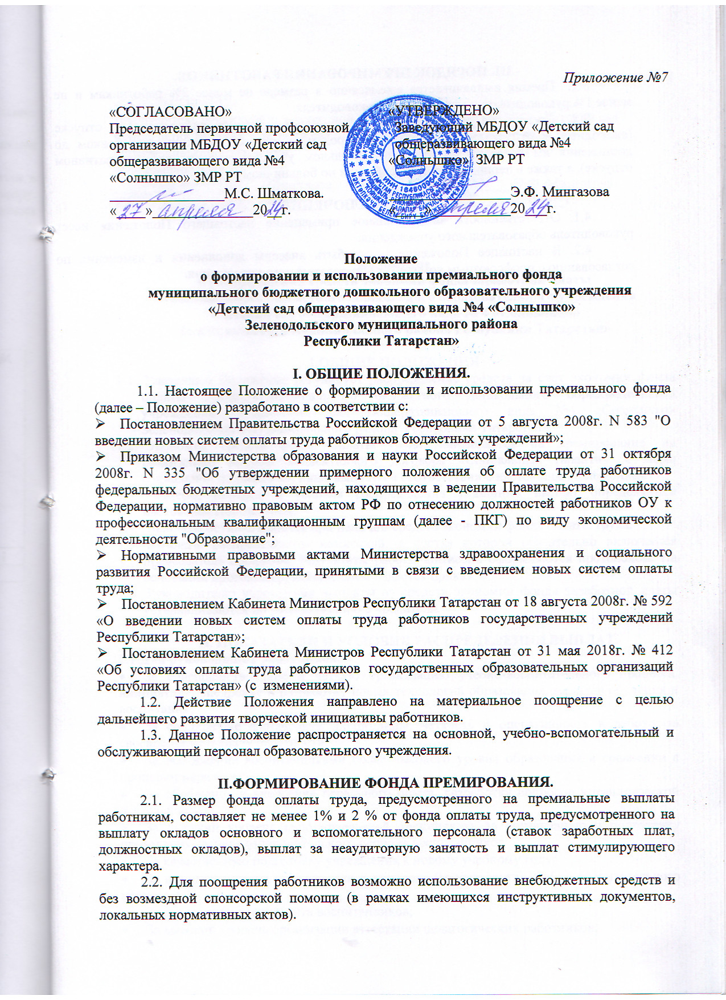 Приложение №7
«СОГЛАСОВАНО»
Председатель первичной профсоюзной
организации МБДОУ «Детский сад
общеразвивающего вида №4
«Солнышко» ЗМР РТ
________________М.С. Шматкова.
«27»апреля 2024г.
«УТВЕРЖДЕНО»
Заведующий МБДОУ «Детский сад
общеразвивающего вида №4
«Солнышко» ЗМР РТ
Э.Ф. Мингазова
« »апреля 2024г.
ИНН 1648009647
Положение
о формировании и использовании премиального фонда
муниципального бюджетного дошкольного образовательного учреждения
«Детский сад общеразвивающего вида №4 «Солнышко»
Зеленодольского муниципального района
Республики Татарстан»
I. ОБЩИЕ ПОЛОЖЕНИЯ.
1.1. Настоящее Положение о формировании и использовании премиального фонда
(далее – Положение) разработано в соответствии с:
➢ Постановлением Правительства Российской Федерации от 5 августа 2008г. N 583 "О
введении новых систем оплаты труда работников бюджетных учреждений»;
➢ Приказом Министерства образования и науки Российской Федерации от 31 октября
2008г. N 335 "Об утверждении примерного положения об оплате труда работников
федеральных бюджетных учреждений, находящихся в ведении Правительства Российской
Федерации, нормативно правовым актом РФ по отнесению должностей работников ОУ к
профессиональным квалификационным группам (далее - ПКГ) по виду экономической
деятельности "Образование";
➢ Нормативными правовыми актами Министерства здравоохранения и социального
развития Российской Федерации, принятыми в связи с введением новых систем оплаты
труда;
➢ Постановлением Кабинета Министров Республики Татарстан от 18 августа 2008г. № 592
«О введении новых систем оплаты труда работников государственных учреждений
Республики Татарстан»;
➢ Постановлением Кабинета Министров Республики Татарстан от 31 мая 2018г. № 412
«Об условиях оплаты труда работников государственных образовательных организаций
Республики Татарстан» (с изменениями).
1.2. Действие Положения направлено на материальное поощрение с целью
дальнейшего развития творческой инициативы работников.
1.3. Данное Положение распространяется на основной, учебно-вспомогательный и
обслуживающий персонал образовательного учреждения.
II.ФОРМИРОВАНИЕ ФОНДА ПРЕМИРОВАНИЯ.
2.1. Размер фонда оплаты труда, предусмотренного на премиальные выплаты
работникам, составляет не менее 1% и 2 % от фонда оплаты труда, предусмотренного на
выплату окладов основного и вспомогательного персонала (ставок заработных плат,
должностных окладов), выплат за неаудиторную занятость и выплат стимулирующего
характера.
2.2. Для поощрения работников возможно использование внебюджетных средств и
без возмездной спонсорской помощи (в рамках имеющихся инструктивных документов,
локальных нормативных актов).